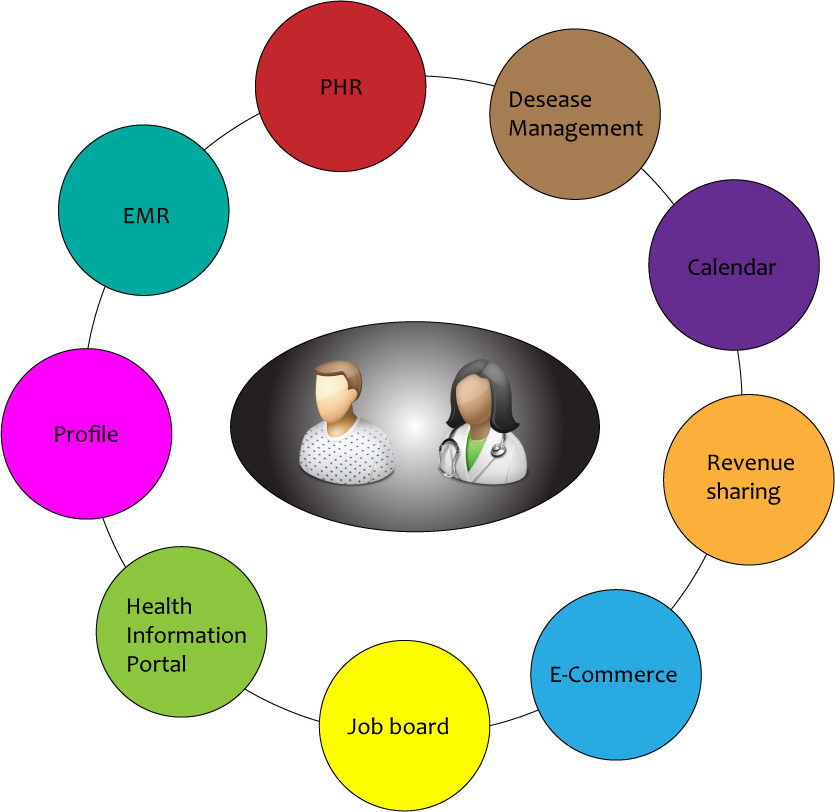 PHR
Desease
Management
Calendar
EMR
Profile
Revenue
sharing
Health
Information
Portal
E-Commerce
Job board